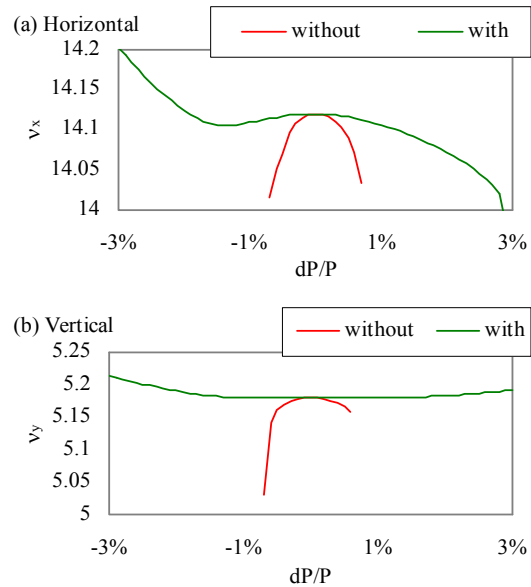 (a) Horizontal
without with
14.2
14.15
14.1
14.05
14
νx
-3% -1% 1% 3%
dP/P
(b) Vertical
without with
5.25
5.2
5.15
5.1
5.05
5
νy
-3% -1% 1% 3%
dP/P